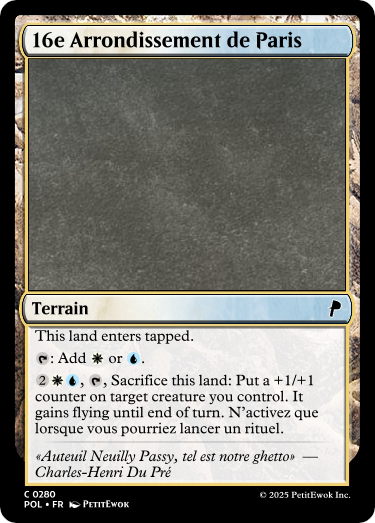 16e Arrondissement de Paris
Terrain
This land enters tapped.
: Add or .
2 , , Sacrifice this land: Put a +1/+1
counter on target creature you control. It
gains flying until end of turn. N’activez que
lorsque vous pourriez lancer un rituel.
«Auteuil Neuilly Passy, tel est notre ghetto» —
Charles-Henri Du Pré
C 0280
POL • FR PetitEwok
© 2025 PetitEwok Inc.